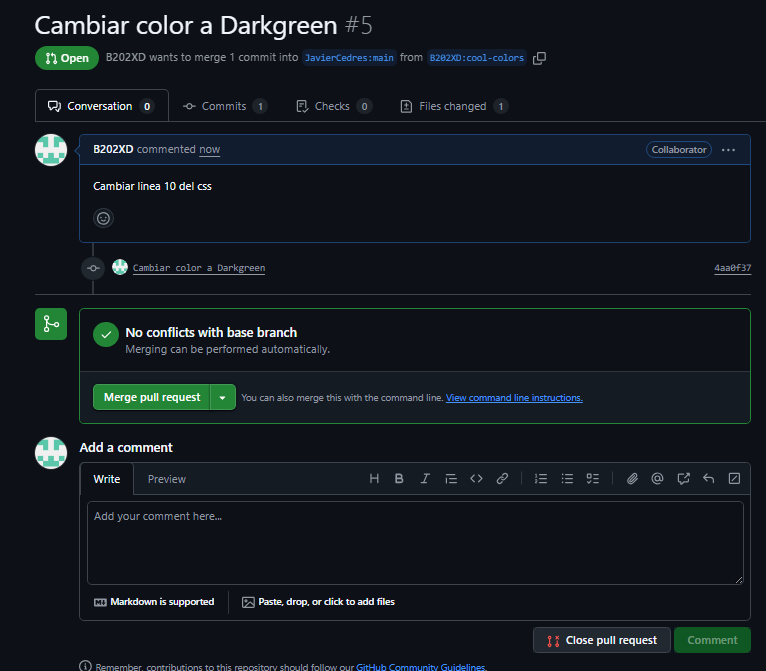 Cambiar color a Darkgreen #5
Open B202XD wants to merge 1 commit into JavierCedres:main from B202XD:cool-colors
Conversation 0 Commits 1 Checks 0 Files changed 1
B202XD commented now Collaborator
Cambiar linea 10 del css
Cambiar color a Darkgreen 4aa0f37
No conflicts with base branch
Merging can be performed automatically.
Merge pull request You can also merge this with the command line. View command line instructions.
Add a comment
Write Preview
Add your comment here...
Markdown is supported Paste, drop, or click to add files
Close pull request Comment
Remember, contributions to this repository should follow our GitHub Community Guidelines.